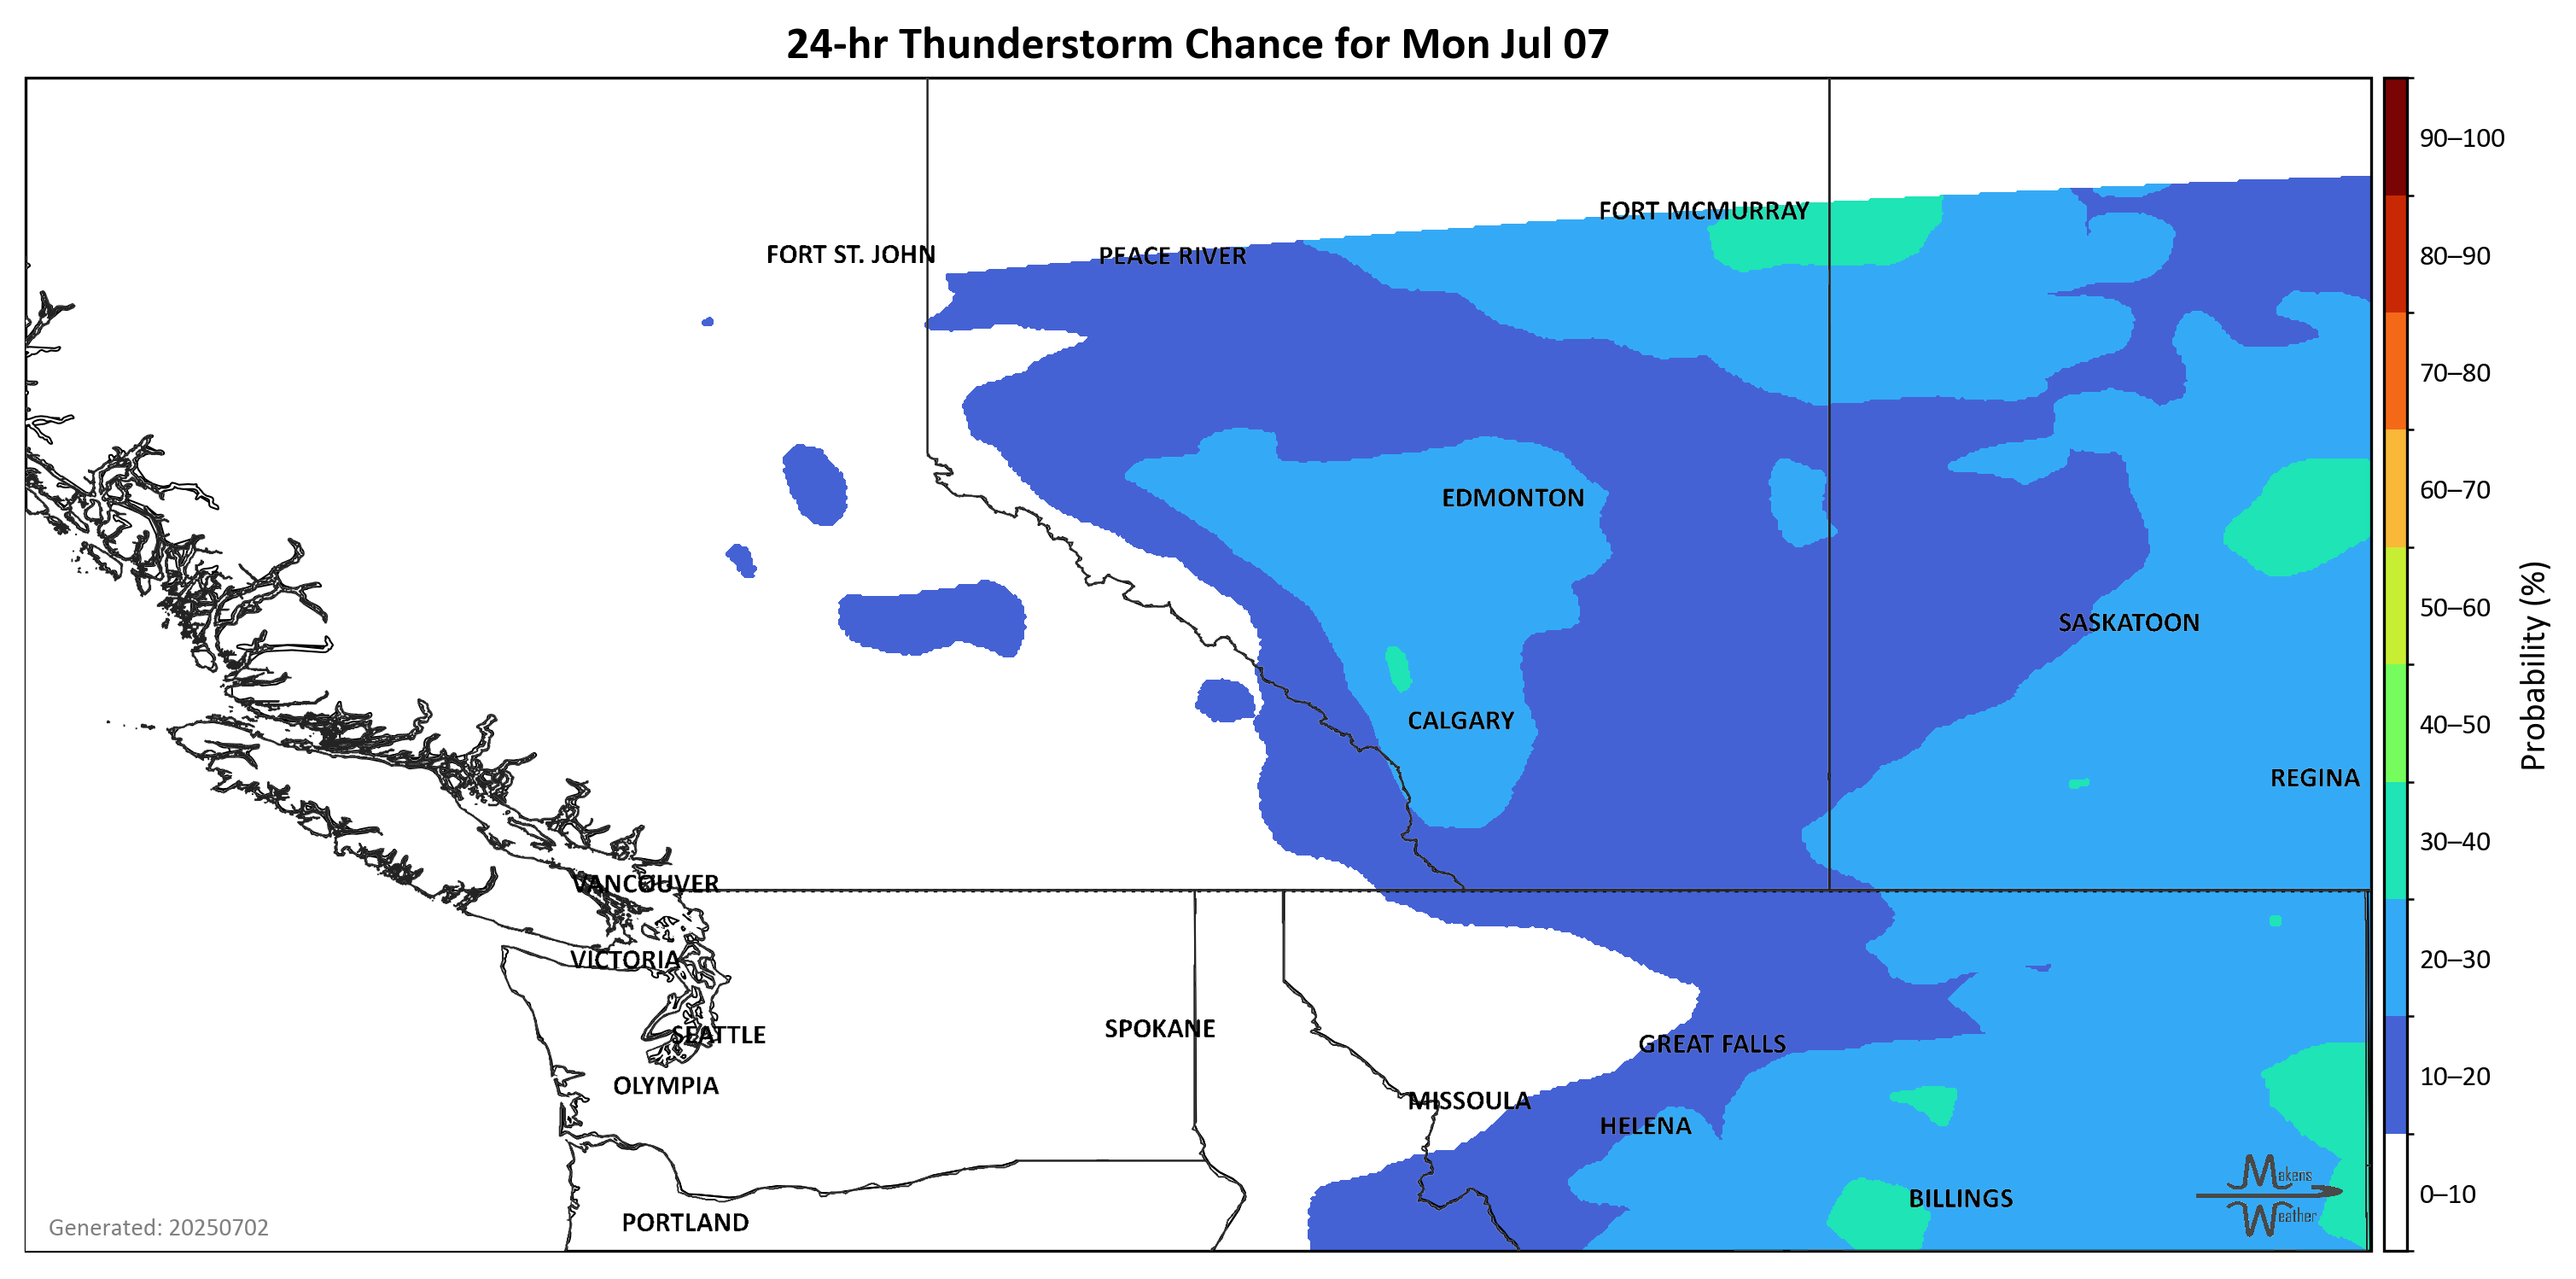 24-hr Thunderstorm Chance for Mon Jul 07
90–100
FORT MCMURRAY
FORT ST. JOHN
PEACE RIVER
80–90
70–80
EDMONTON
60–70
SASKATOON
50–60
Probability (%)
CALGARY
40–50
REGINA
30–40
VANCOUVER
VICTORIA
20–30
SEATTLE
SPOKANE
GREAT FALLS
OLYMPIA
MISSOULA
10–20
HELENA
Makens
Weather
BILLINGS
0–10
PORTLAND
Generated: 20250702